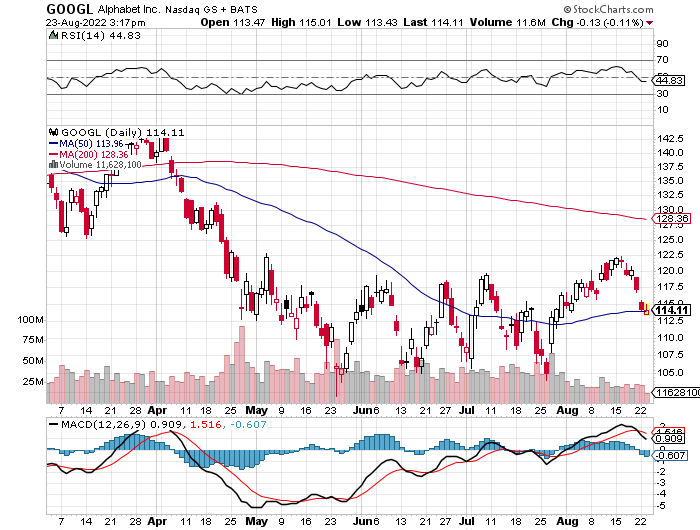 GOOGL Alphabet Inc. Nasdaq GS + BATS © StockCharts.com
23-Aug-2022 3:17pm Open 113.47 High 115.01 Low 113.43 Last 114.11 Volume 11.6M Chg -0.13 (-0.11%)
RSI(14) 44.83
90
70
44.83
30
10
GOOGL (Daily) 114.11
MA(50) 113.96
MA(200) 128.36
Volume 11,628,100
142.5
140.0
137.5
135.0
132.5
130.0
128.36
125.0
122.5
120.0
117.5
115.0
114.11
112.5
110.0
107.5
105.0
11628100
100M
75M
50M
25M
7 14 21 28 Apr 11 18 25 May 9 16 23 Jun 6 13 21 27 Jul 11 18 25 Aug 8 15 22
MACD(12,26,9) 0.909, 1.516, -0.607
1.516
0.909
-0.607
-2
-3
-4
-5
7 14 21 28 Apr 11 18 25 May 9 16 23 Jun 6 13 21 27 Jul 11 18 25 Aug 8 15 22